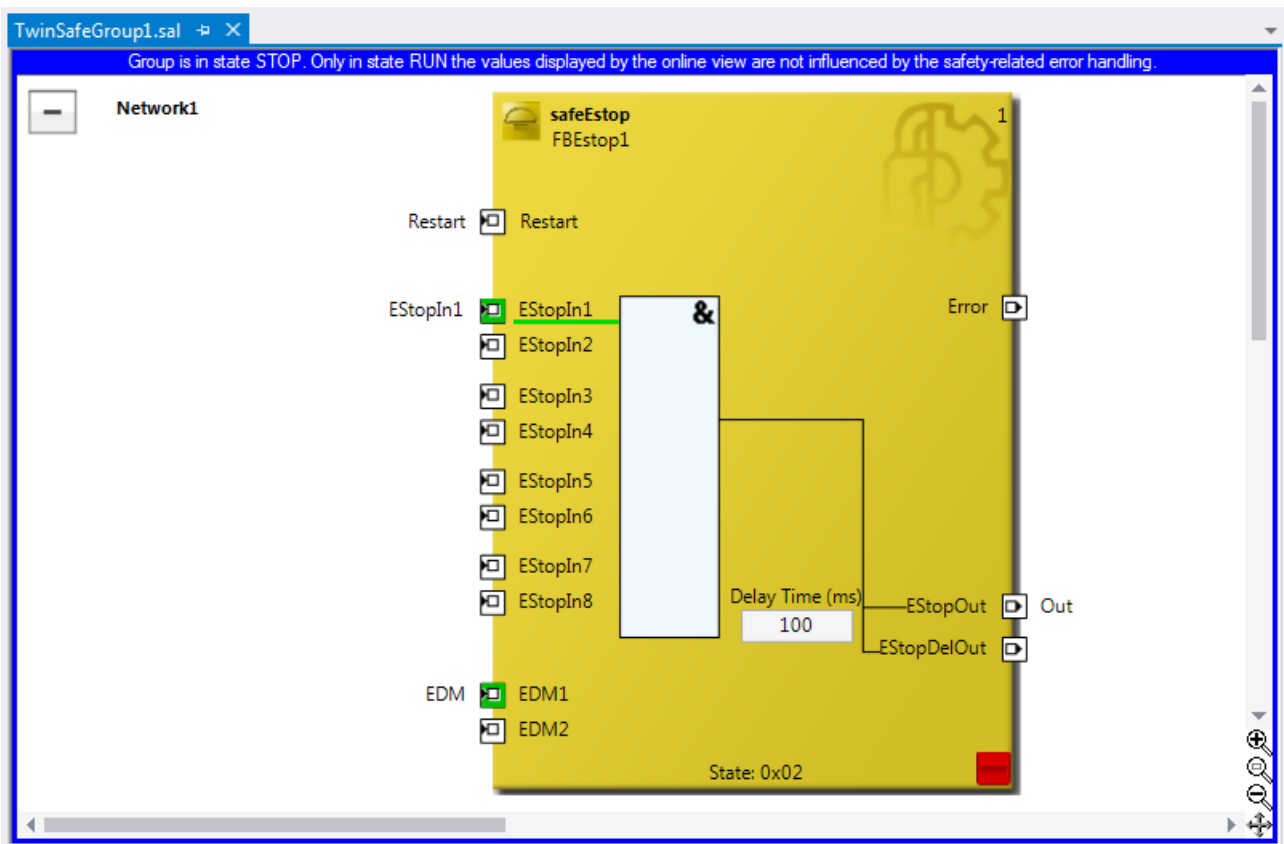 TwinSafeGroup1.sal
Group is in state STOP. Only in state RUN the values displayed by the online view are not influenced by the safety-related error handling.
Network1
safeEstop
1
FBEstop1
Restart Restart
EStopIn1 EStopIn1 & Error
EStopIn2
EStopIn3
EStopIn4
EStopIn5
EStopIn6
EStopIn7
EStopIn8
Delay Time (ms)
100
EStopOut Out
EStopDelOut
EDM EDM1
EDM2
State: 0x02